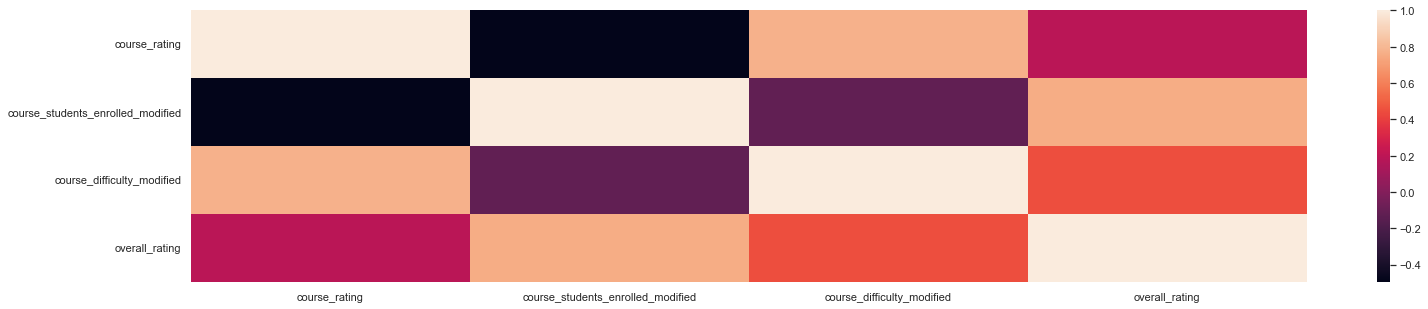 course_rating
course_students_enrolled_modified
course_difficulty_modified
overall_rating
course_rating
course_students_enrolled_modified
course_difficulty_modified
overall_rating
1.0
0.8
0.6
0.4
0.2
0.0
−0.2
−0.4